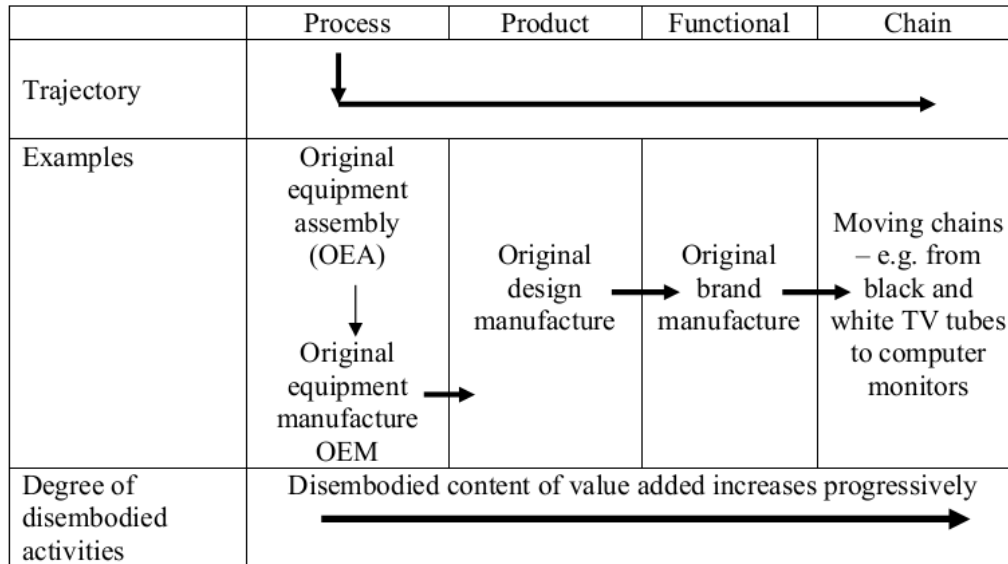 Process Product Functional Chain
Trajectory
Examples
Original
equipment
assembly
(OEA)
Original
equipment
manufacture
OEM
Original
design
manufacture
Original
brand
manufacture
Moving chains
– e.g. from
black and
white TV tubes
to computer
monitors
Degree of
disembodied
activities
Disembodied content of value added increases progressively